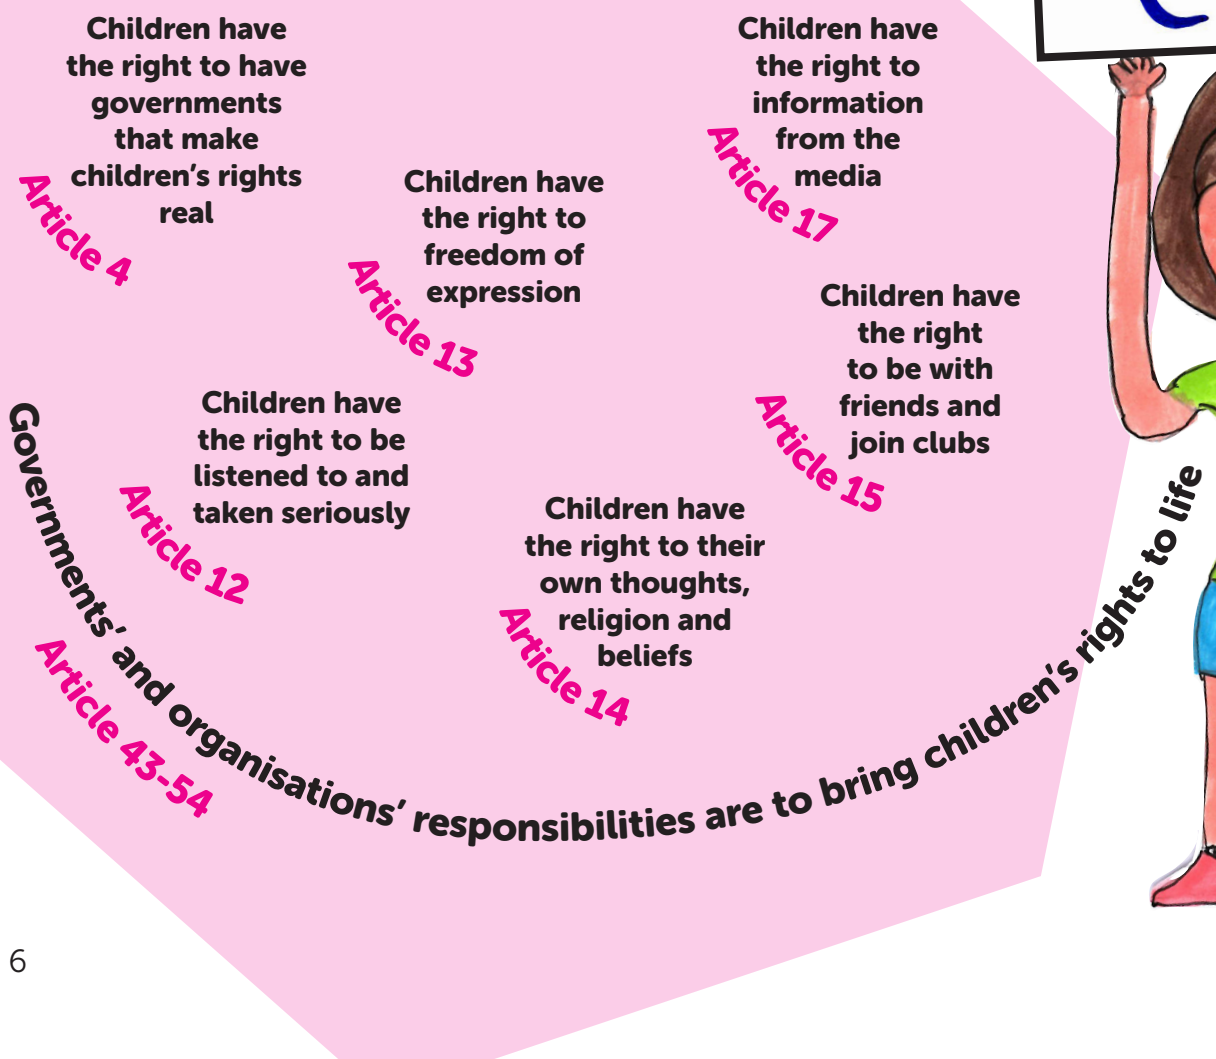 Children have
the right to have
governments
that make
children’s rights
real
Article 4
Children have
the right to
freedom of
expression
Article 13
Children have
the right to
information
from the
media
Article 17
Children have
the right
to be with
friends and
join clubs
Article 15
Children have
the right to be
listened to and
taken seriously
Article 12
Children have
the right to their
own thoughts,
religion and
beliefs
Article 14
Governments’ and organisations’ responsibilities are to bring children’s rights to life
Article 43-54
6